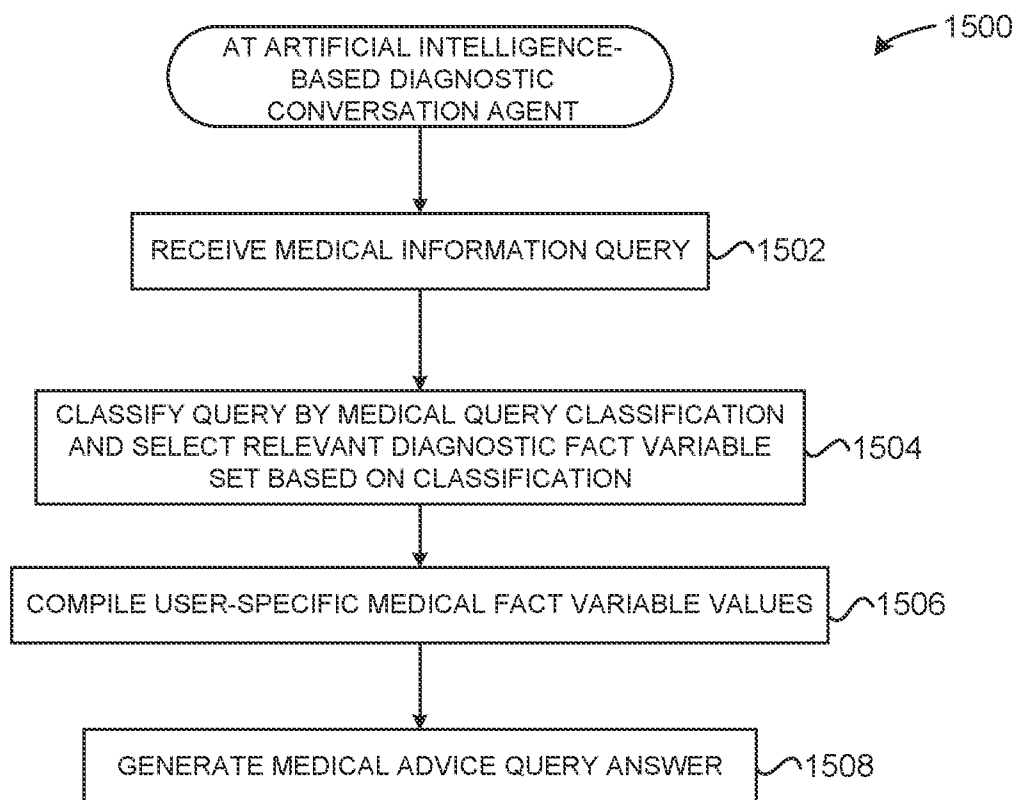 1500
AT ARTIFICIAL INTELLIGENCE-
BASED DIAGNOSTIC
CONVERSATION AGENT
RECEIVE MEDICAL INFORMATION QUERY
1502
CLASSIFY QUERY BY MEDICAL QUERY CLASSIFICATION
AND SELECT RELEVANT DIAGNOSTIC FACT VARIABLE
SET BASED ON CLASSIFICATION
1504
COMPILE USER-SPECIFIC MEDICAL FACT VARIABLE VALUES
1506
GENERATE MEDICAL ADVICE QUERY ANSWER
1508